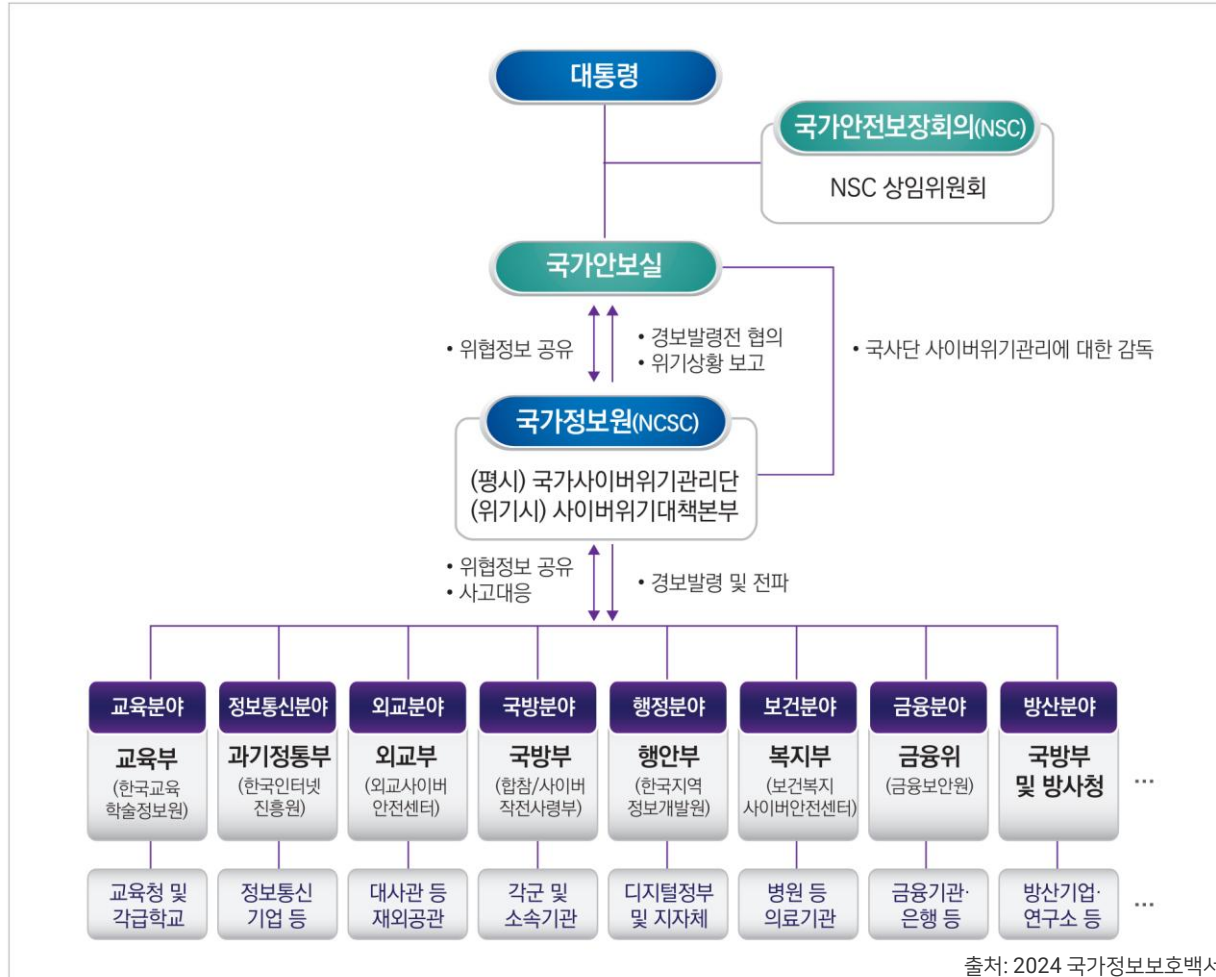 대통령
국가안전보장회의(NSC)
NSC 상임위원회
국가안보실
• 위협정보 공유
• 경보발령전 협의
• 위기상황 보고
• 국사단 사이버위기관리에 대한 감독
국가정보원(NCSC)
(평시) 국가사이버위기관리단
(위기시) 사이버위기대책본부
• 위협정보 공유
• 사고대응
• 경보발령 및 전파
교육분야
교육부
(한국교육
학술정보원)
교육청 및
각급학교
정보통신분야
과기정통부
(한국인터넷
진흥원)
정보통신
기업 등
외교분야
외교부
(외교사이버
안전센터)
대사관 등
재외공관
국방분야
국방부
(합참/사이버
작전사령부)
각군 및
소속기관
행정분야
행안부
(한국지역
정보개발원)
디지털정부
및 지자체
보건분야
복지부
(보건복지
사이버안전센터)
병원 등
의료기관
금융분야
금융위
(금융보안원)
금융기관·
은행 등
방산분야
국방부
및 방사청
방산기업·
연구소 등
...
...
출처: 2024 국가정보보호백서